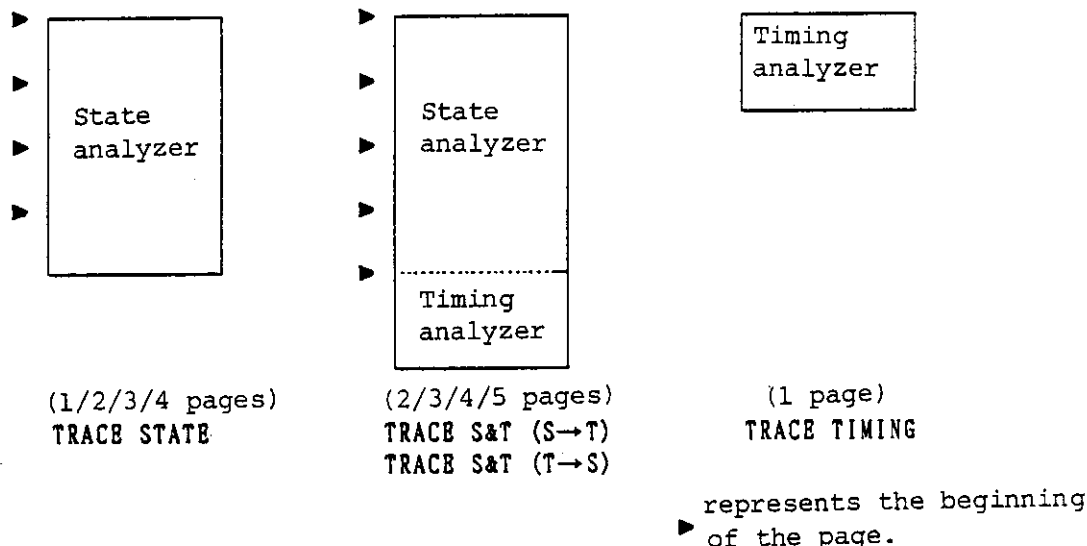 State
analyzer
(1/2/3/4 pages)
TRACE STATE
State
analyzer
Timing
analyzer
(2/3/4/5 pages)
TRACE S&T (S→T)
TRACE S&T (T→S)
Timing
analyzer
(1 page)
TRACE TIMING
represents the beginning
of the page.